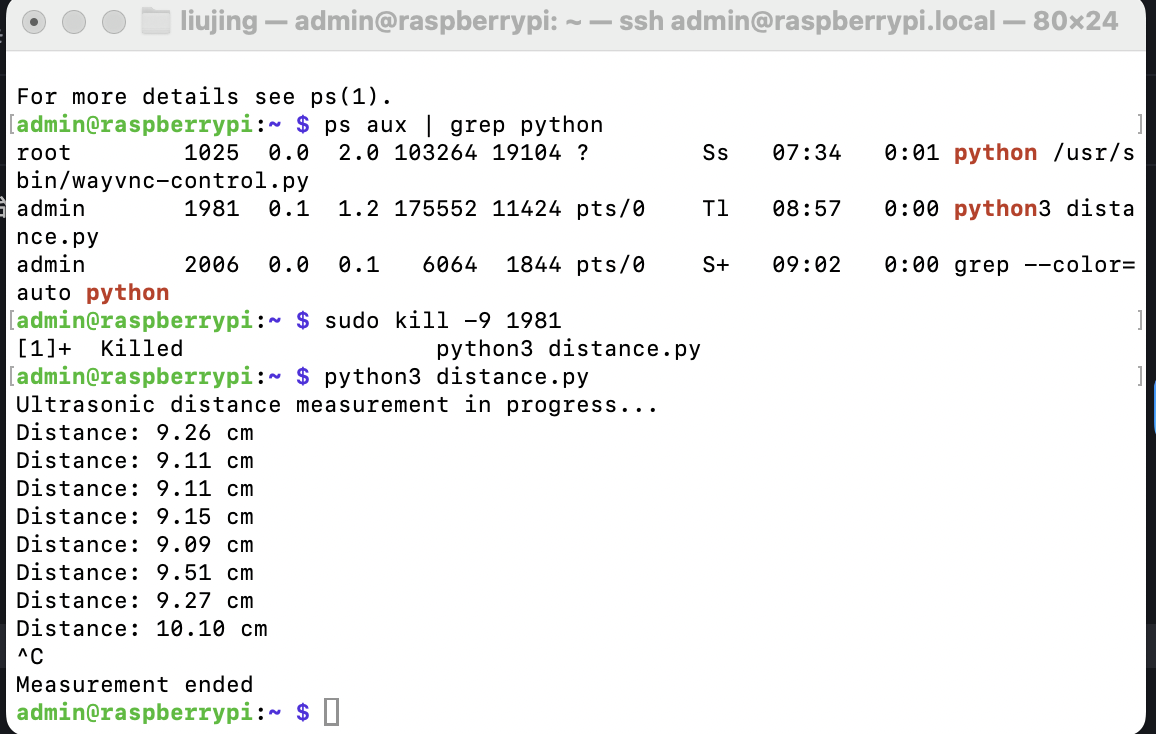 liujing — admin@raspberrypi: ~ — ssh admin@raspberrypi.local — 80×24
For more details see ps(1).
[admin@raspberrypi:~ $ ps aux | grep python ]
root        1025  0.0  2.0 103264 19104 ?        Ss   07:34   0:01 python /usr/s
bin/wayvnc-control.py
admin       1981  0.1  1.2 175552 11424 pts/0    Tl   08:57   0:00 python3 dista
nce.py
admin       2006  0.0  0.1   6064  1844 pts/0    S+   09:02   0:00 grep --color=
auto python
[admin@raspberrypi:~ $ sudo kill -9 1981 ]
[1]+  Killed                  python3 distance.py
[admin@raspberrypi:~ $ python3 distance.py ]
Ultrasonic distance measurement in progress...
Distance: 9.26 cm
Distance: 9.11 cm
Distance: 9.11 cm
Distance: 9.15 cm
Distance: 9.09 cm
Distance: 9.51 cm
Distance: 9.27 cm
Distance: 10.10 cm
^C
Measurement ended
admin@raspberrypi:~ $